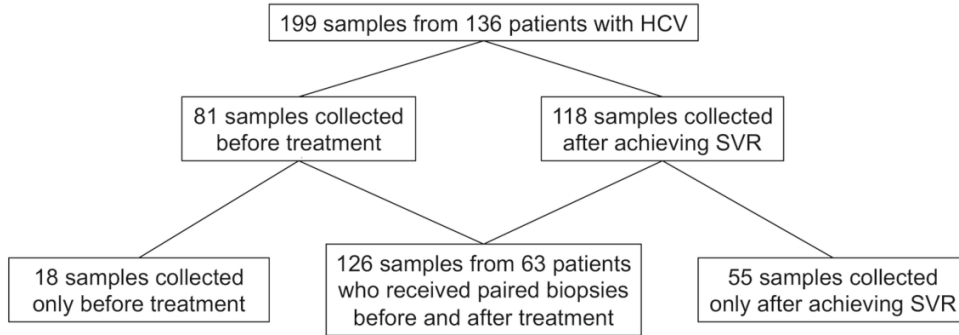 199 samples from 136 patients with HCV
81 samples collected
before treatment
118 samples collected
after achieving SVR
18 samples collected
only before treatment
126 samples from 63 patients
who received paired biopsies
before and after treatment
55 samples collected
only after achieving SVR